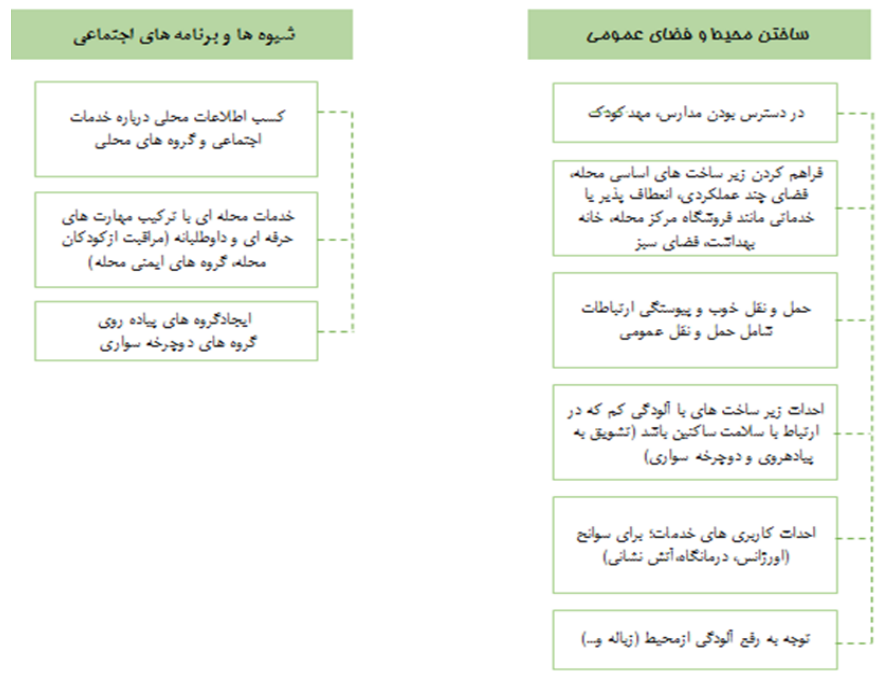 ساختن محیط و فضای عمومی
در دسترس بودن مدارس، مهد کودک
فراهم کردن زیر ساخت های اساسی محله،
فضای چند عملکردی، انعطاف پذیر یا
خدماتی مانند فروشگاه مرکز محله، خانه
بهداشت، فضای سبز
حمل و نقل خوب و پیوستگی ارتباطات
شامل حمل و نقل عمومی
احداث زیر ساخت های با آلودگی کم که در
ارتباط با سلامت ساکنین باشد (تشویق به
پیادهروی و دوچرخه سواری)
احداث کاربری های خدمات؛ برای سوانح
(اورژانس، درمانگاه،آتش نشانی)
توجه به رفع آلودگی ازمحیط (زباله و...)
شیوه ها و برنامه های اجتماعی
کسب اطلاعات محلی درباره خدمات
اجتماعی و گروه های محلی
خدمات محله ای با ترکیب مهارت های
حرفه ای و داوطلبانه (مراقبت ازکودکان
محله، گروه های ایمنی محله)
ایجادگروه های پیاده روی
گروه های دوچرخه سواری